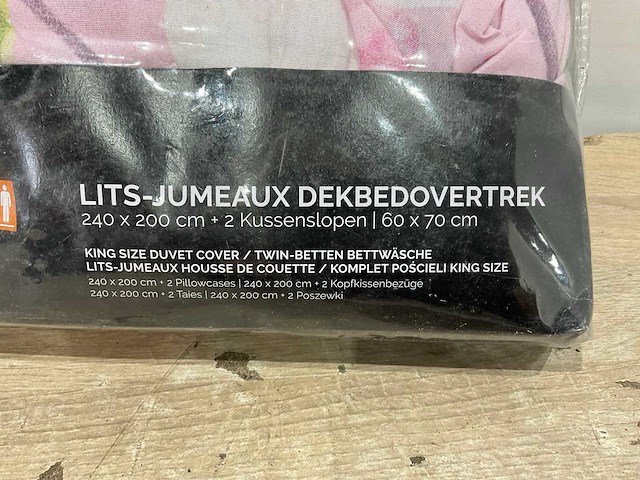 LITS-JUMEAUX DEKBEDOVERTREK
240 x 200 cm + 2 Kussenslopen | 60 x 70 cm
KING SIZE DUVET COVER / TWIN-BETTEN BETTWÄSCHE
LITS-JUMEAUX HOUSSE DE COUETTE / KOMPLET POŚCIELI KING SIZE
240 x 200 cm + 2 Pillowcases | 240 x 200 cm + 2 Kopfkissenbezüge
240 x 200 cm + 2 Taies | 240 x 200 cm + 2 Poszewki